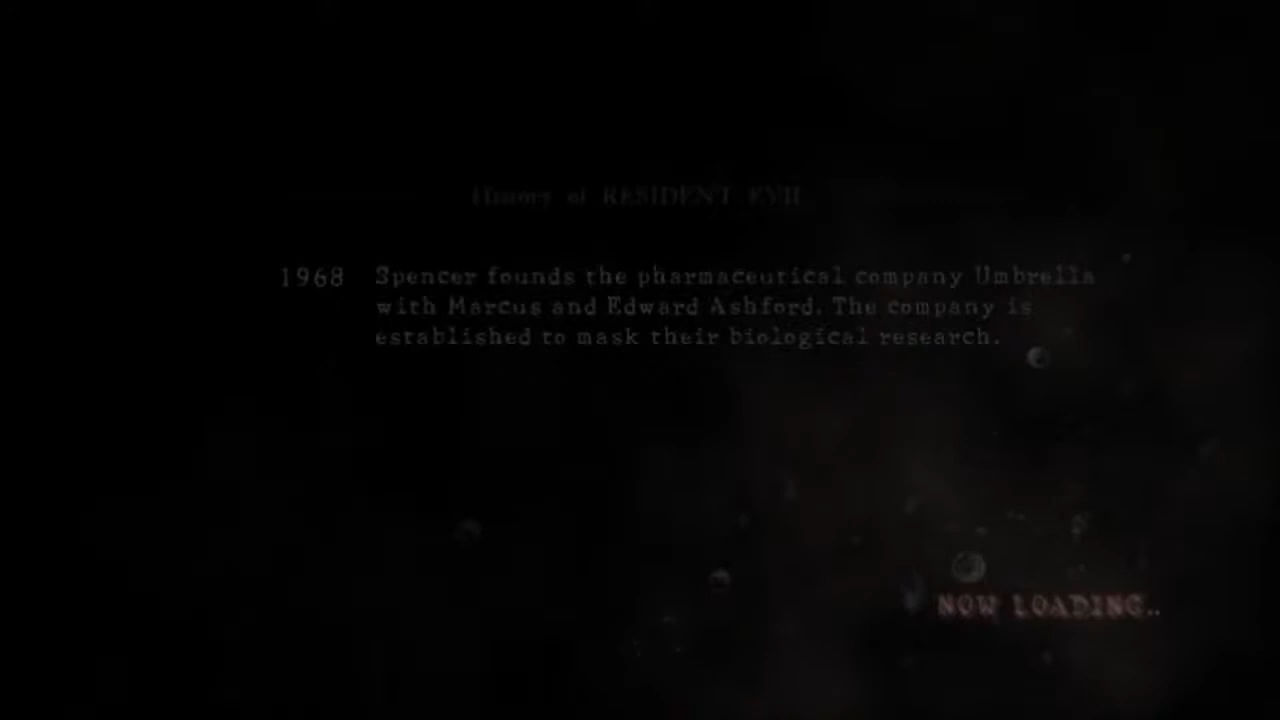 History of RESIDENT EVIL
1968 Spencer founds the pharmaceutical company Umbrella
with Marcus and Edward Ashford. The company is
established to mask their biological research.
NOW LOADING..